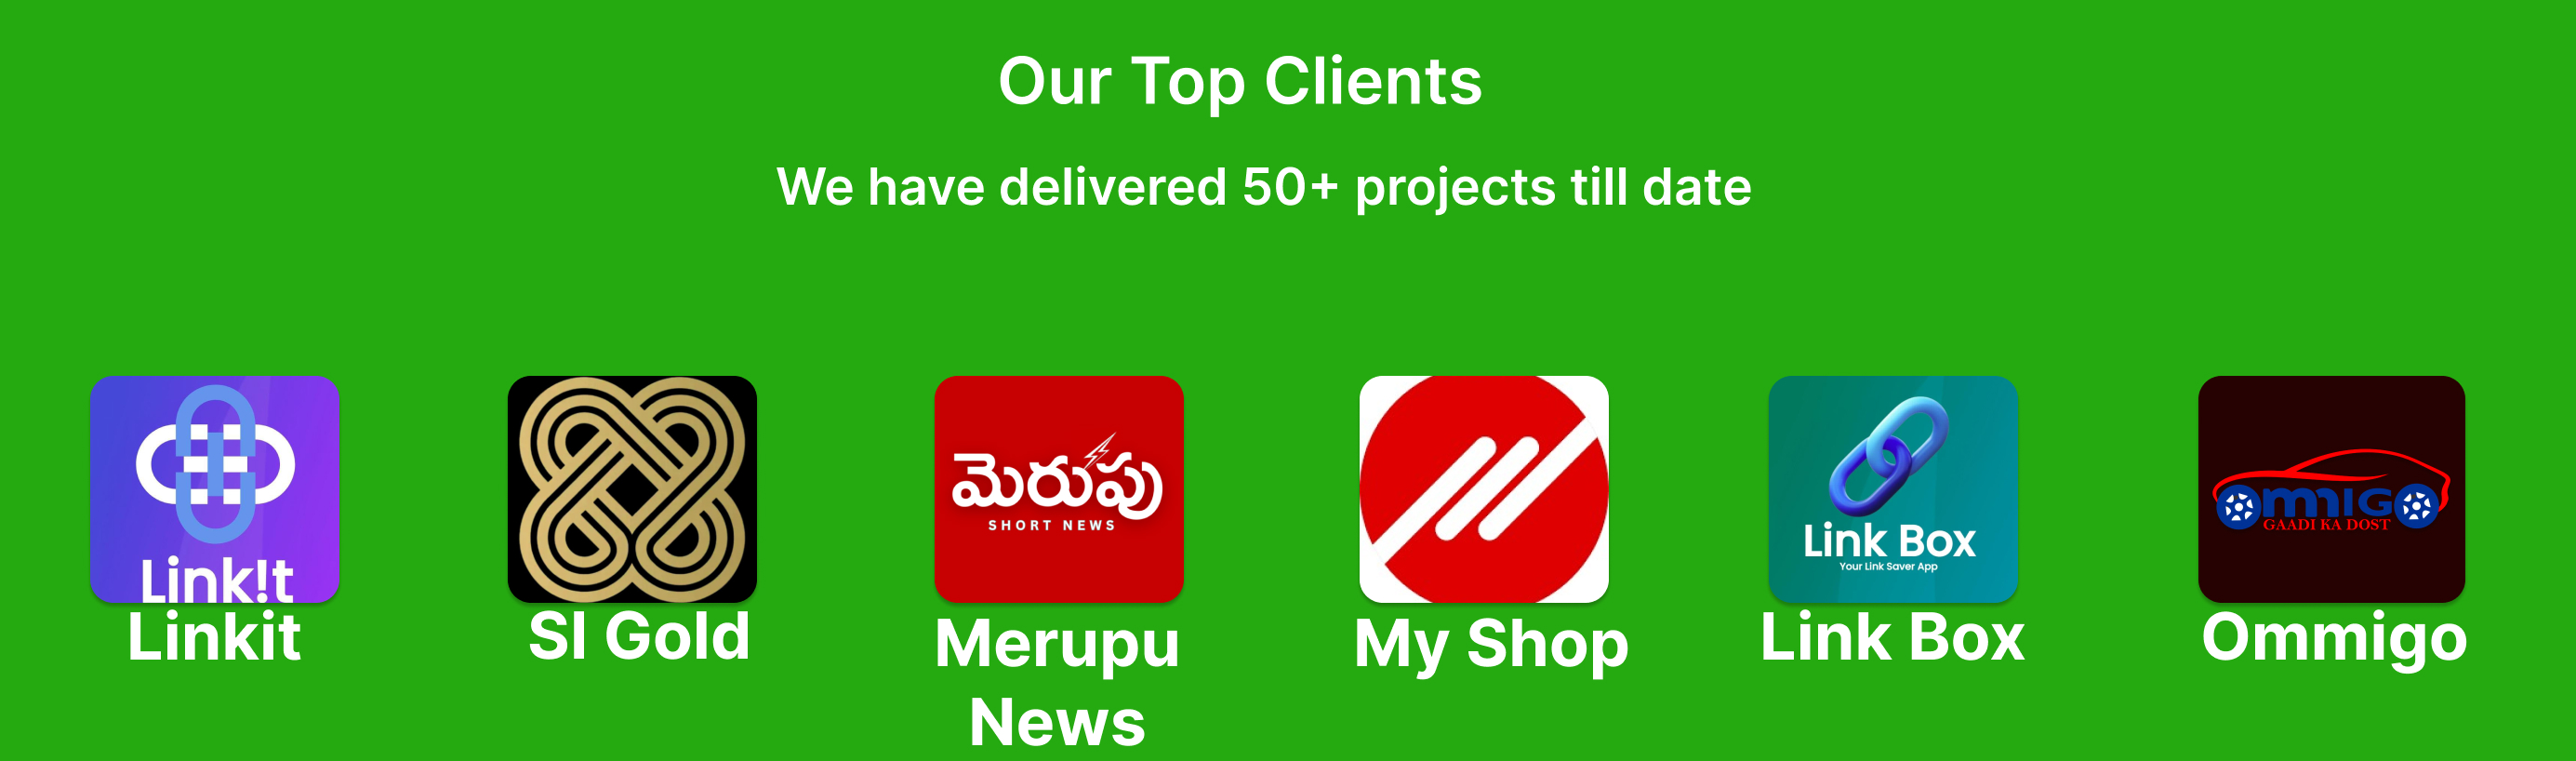 Our Top Clients
We have delivered 50+ projects till date
Link!t
మెరుపు
SHORT NEWS
Link Box
Your Link Saver App
OmmIGO
GAADI KA DOST
Linkit
SI Gold
Merupu
News
My Shop
Link Box
Ommigo